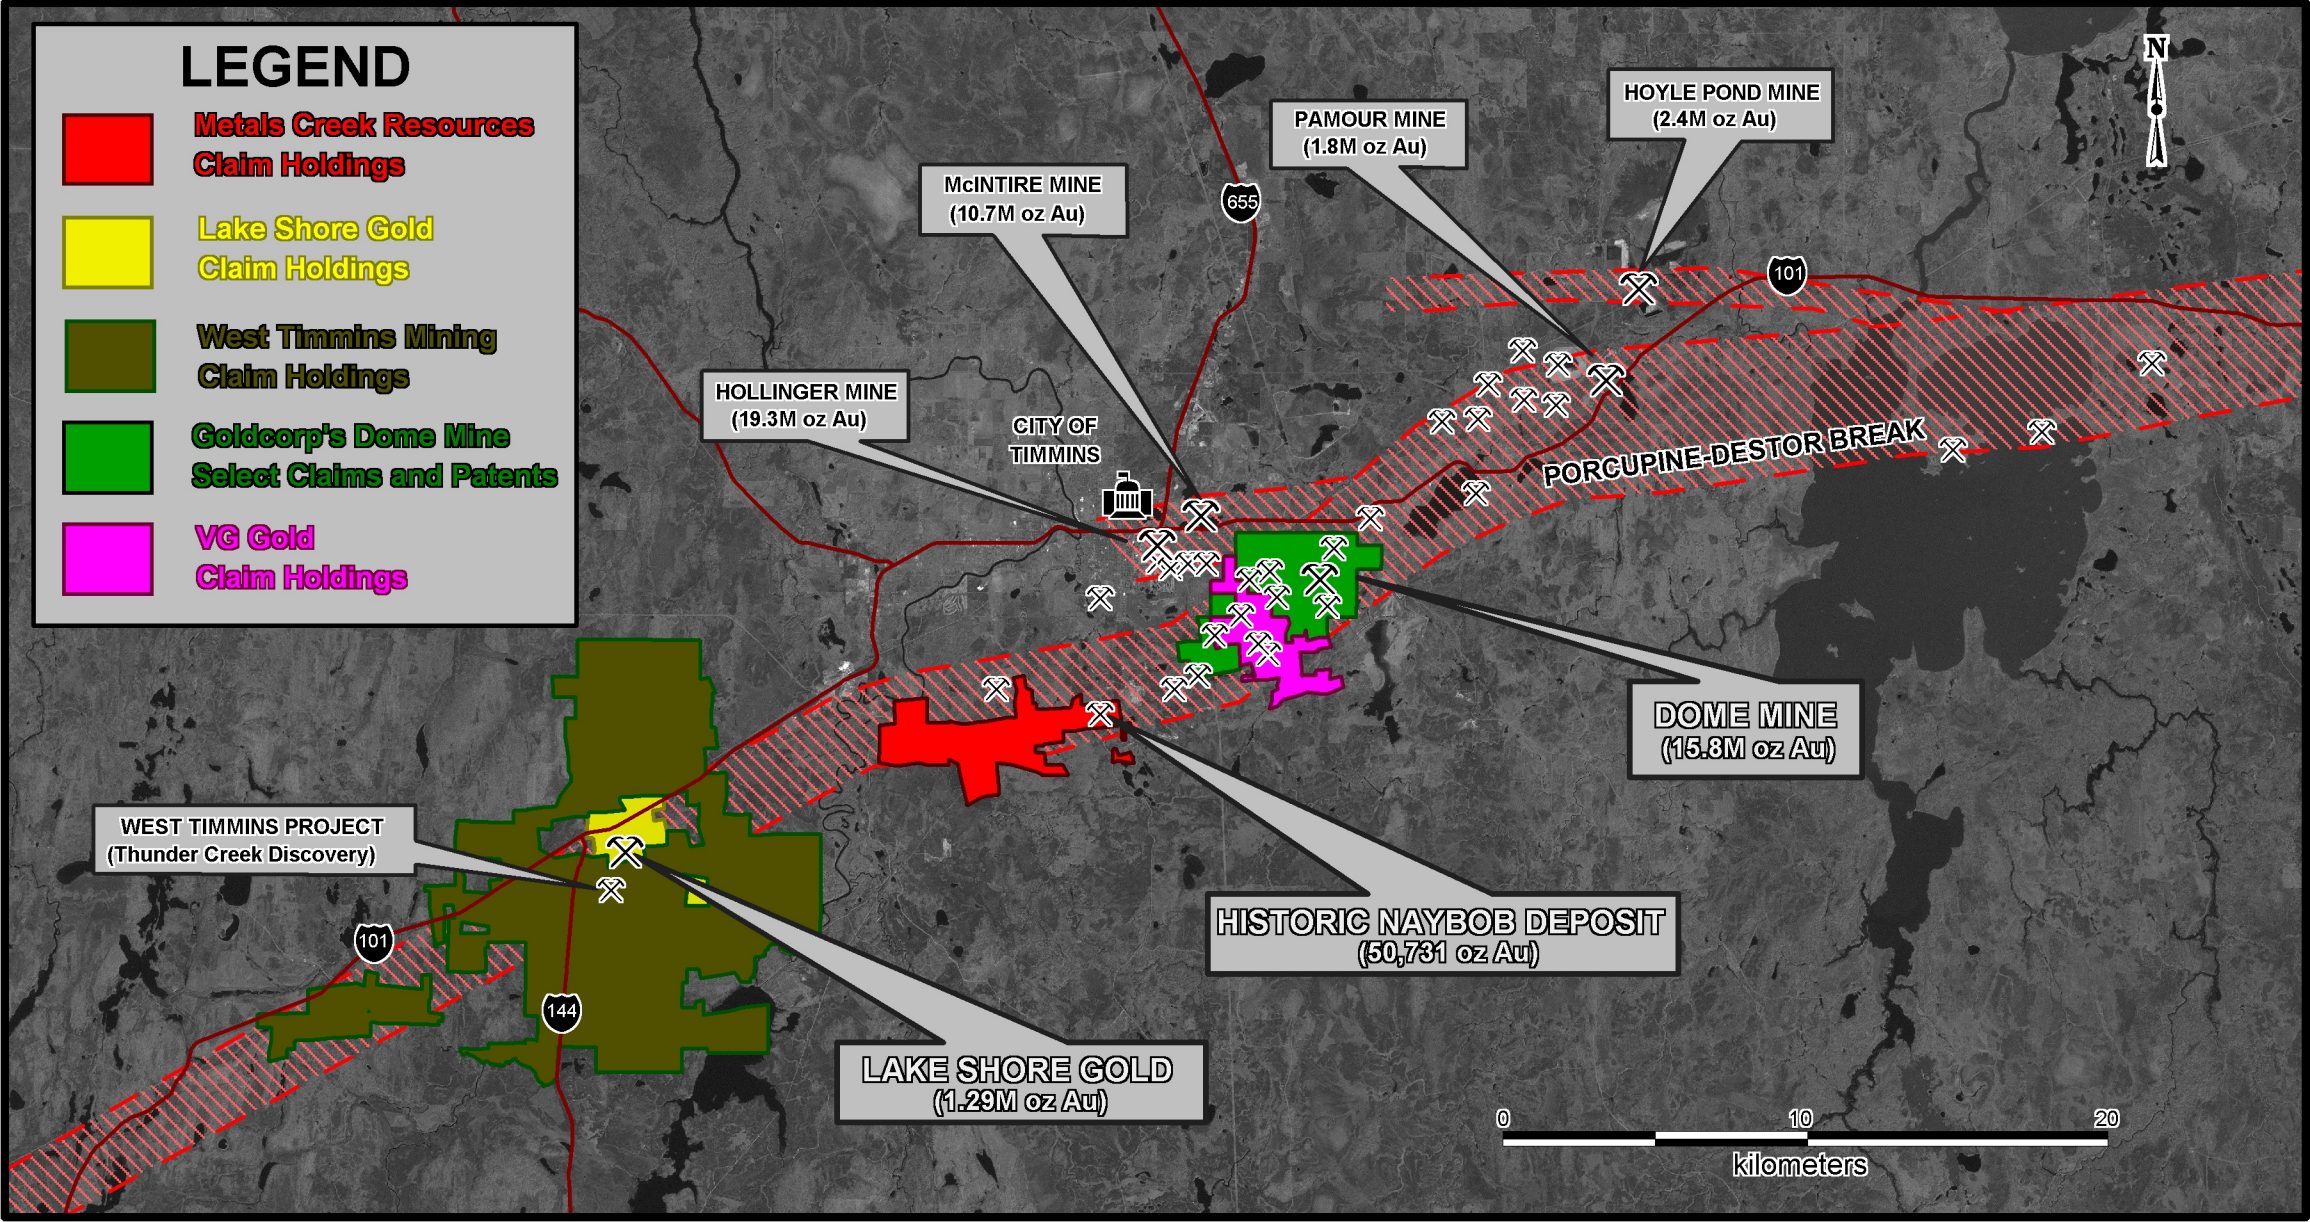 LEGEND
Metals Creek Resources
Claim Holdings
Lake Shore Gold
Claim Holdings
West Timmins Mining
Claim Holdings
Goldcorp's Dome Mine
Select Claims and Patents
VG Gold
Claim Holdings
N
HOYLE POND MINE
(2.4M oz Au)
PAMOUR MINE
(1.8M oz Au)
McINTIRE MINE
(10.7M oz Au)
655
101
HOLLINGER MINE
(19.3M oz Au)
CITY OF
TIMMINS
PORCUPINE-DESTOR BREAK
DOME MINE
(15.8M oz Au)
WEST TIMMINS PROJECT
(Thunder Creek Discovery)
101
HISTORIC NAYBOB DEPOSIT
(50,731 oz Au)
144
LAKE SHORE GOLD
(1.29M oz Au)
0 10 20
kilometers